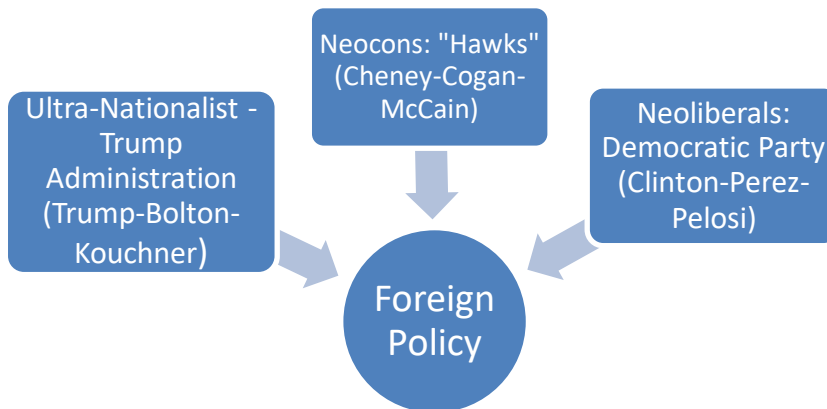 Ultra-Nationalist -
Trump
Administration
(Trump-Bolton-
Kouchner)
Neocons: "Hawks"
(Cheney-Cogan-
McCain)
Neoliberals:
Democratic Party
(Clinton-Perez-
Pelosi)
Foreign
Policy